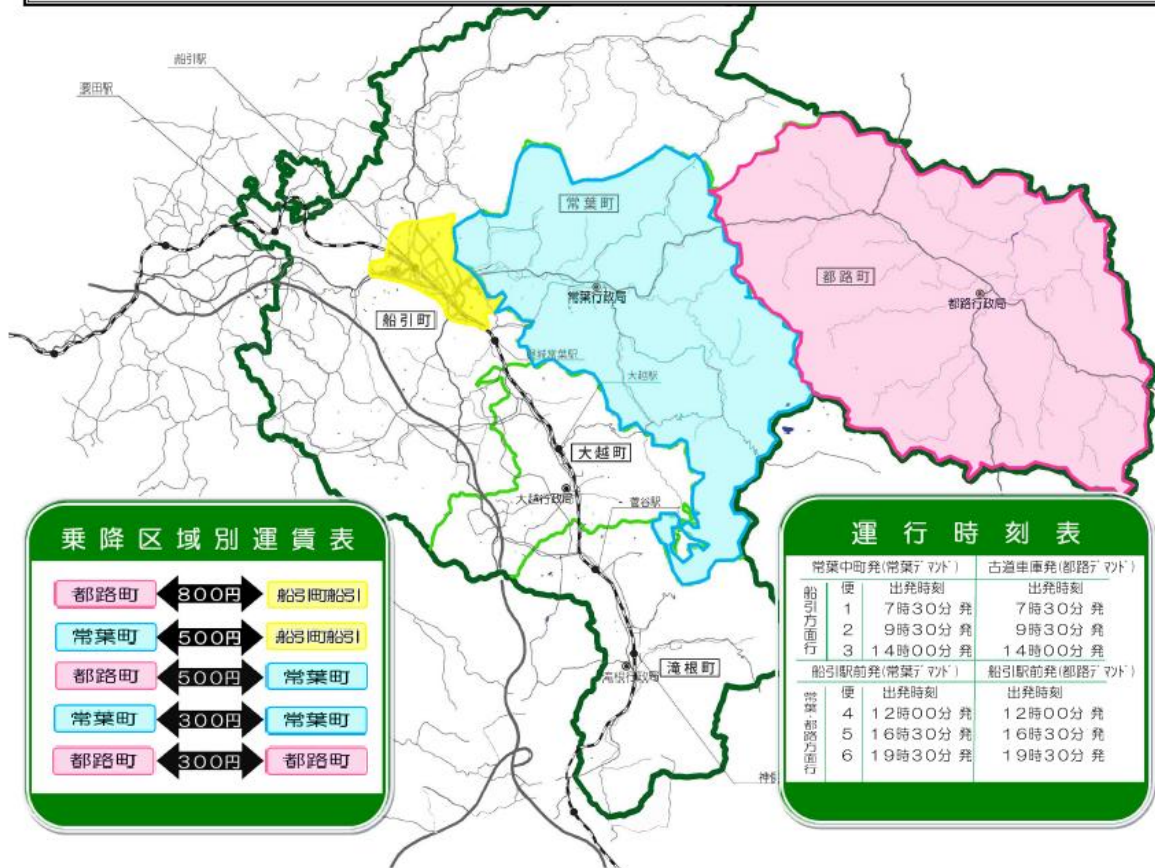 船引駅
要田駅
常葉町
都路町
常葉行政局
都路行政局
船引町
磐城常葉駅
大越駅
大越町
大越行政局
菅谷駅
滝根町
滝根行政局
乗降区域別運賃表
都路町 800円 船引町船引
常葉町 500円 船引町船引
都路町 500円 常葉町
常葉町 300円 常葉町
都路町 300円 都路町
運行時刻表
常葉中町発(常葉デマンド) 古道車庫発(都路デマンド)
船引方面行
便 出発時刻 出発時刻
1 7時30分 発 7時30分 発
2 9時30分 発 9時30分 発
3 14時00分 発 14時00分 発
船引駅前発(常葉デマンド) 船引駅前発(都路デマンド)
常葉・都路方面行
便 出発時刻 出発時刻
4 12時00分 発 12時00分 発
5 16時30分 発 16時30分 発
6 19時30分 発 19時30分 発